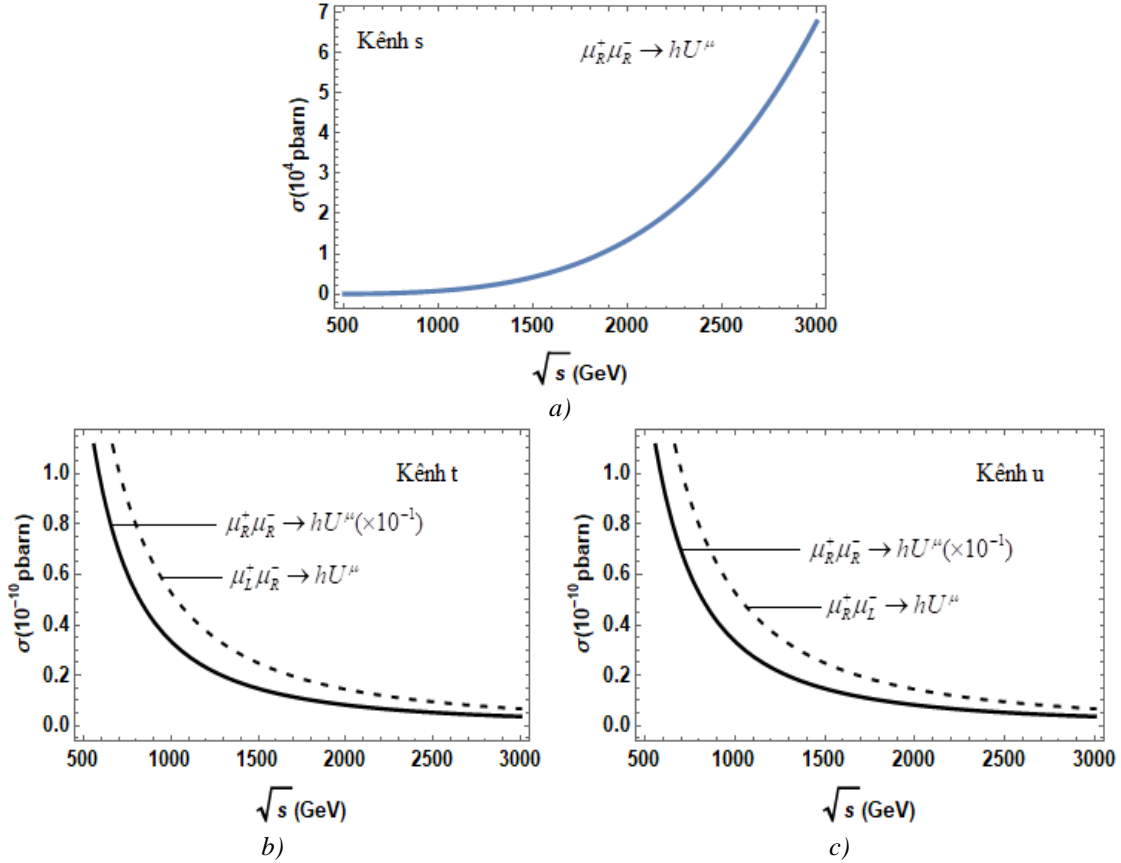 7
6
5
4
3
2
1
0
σ(10⁴ pbarn)
Kênh s
μ_R⁺μ_R⁻ → hU^μ
500 1000 1500 2000 2500 3000
√s (GeV)
a)
1.0
0.8
0.6
0.4
0.2
0.0
σ(10⁻¹⁰ pbarn)
Kênh t
μ_R⁺μ_R⁻ → hU^μ(×10⁻¹)
μ_L⁺μ_R⁻ → hU^μ
500 1000 1500 2000 2500 3000
√s (GeV)
b)
1.0
0.8
0.6
0.4
0.2
0.0
σ(10⁻¹⁰ pbarn)
Kênh u
μ_R⁺μ_R⁻ → hU^μ(×10⁻¹)
μ_R⁺μ_L⁻ → hU^μ
500 1000 1500 2000 2500 3000
√s (GeV)
c)